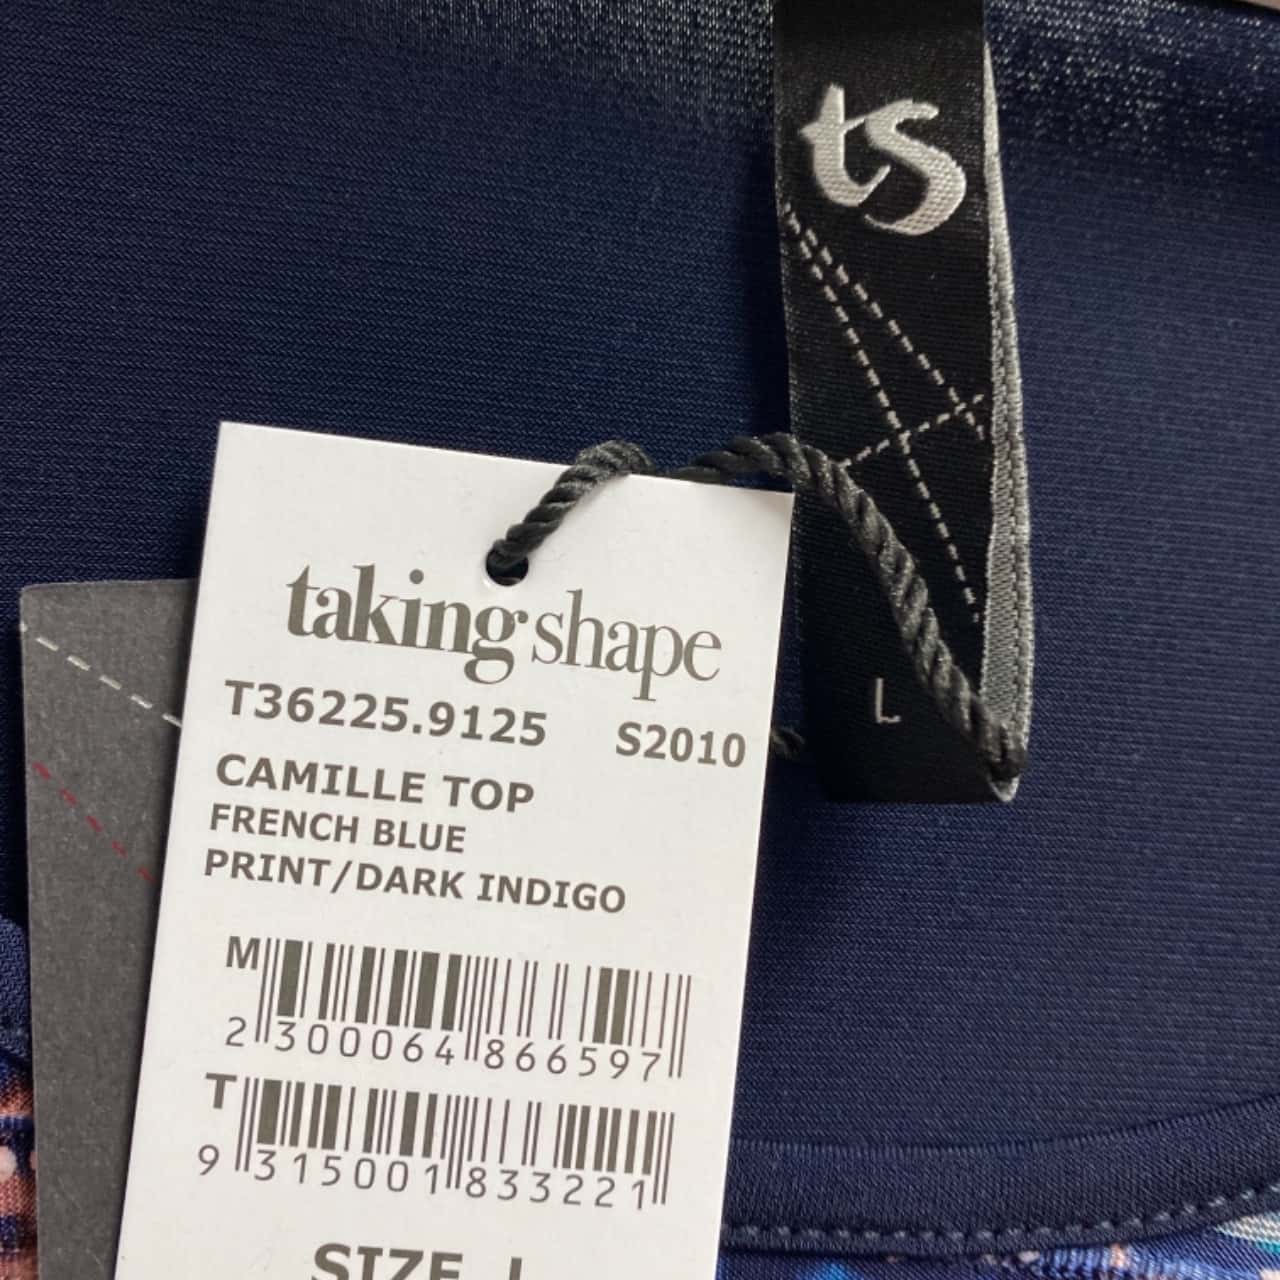 ts
L
taking shape
T36225.9125 S2010
CAMILLE TOP
FRENCH BLUE
PRINT/DARK INDIGO
M
2 300064 866597
T
9 315001 833221
SIZE L